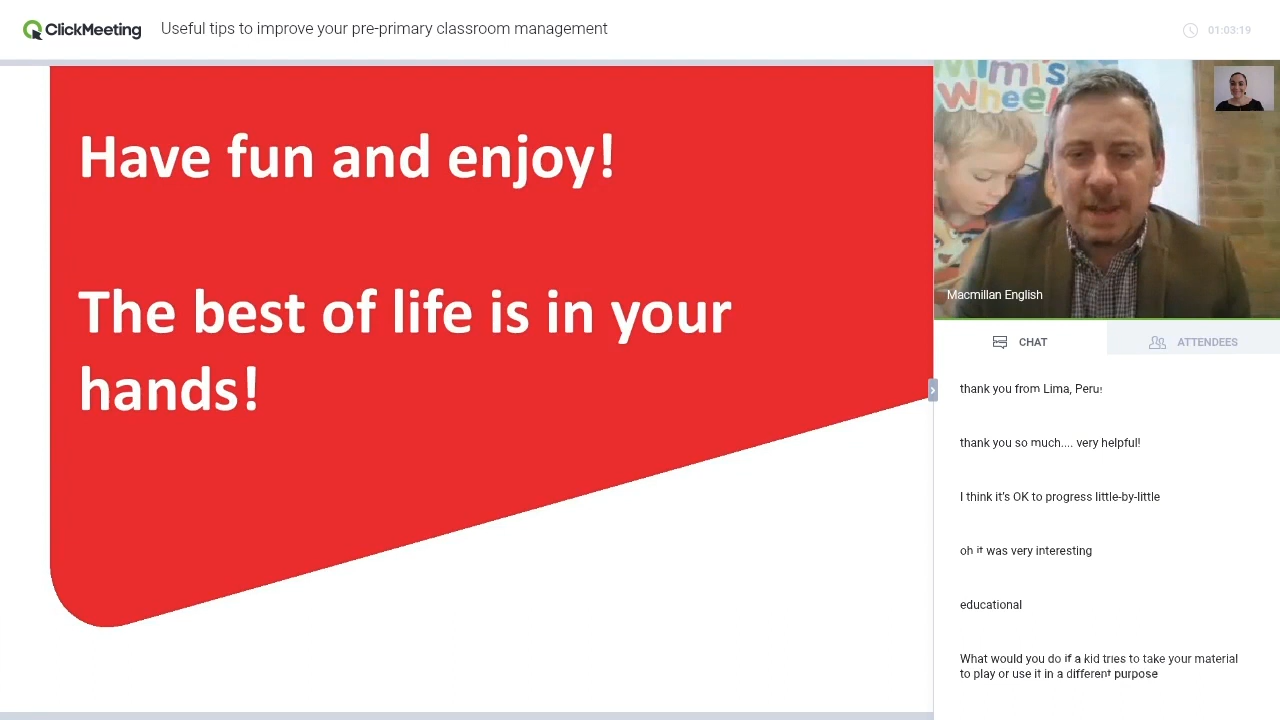 ClickMeeting
Useful tips to improve your pre-primary classroom management
01:03:19
Have fun and enjoy!
The best of life is in your
hands!
Mimi's
Wheel
Macmillan English
CHAT
ATTENDEES
thank you from Lima, Peru!
thank you so much.... very helpful!
I think it's OK to progress little-by-little
oh it was very interesting
educational
What would you do if a kid tries to take your material
to play or use it in a different purpose